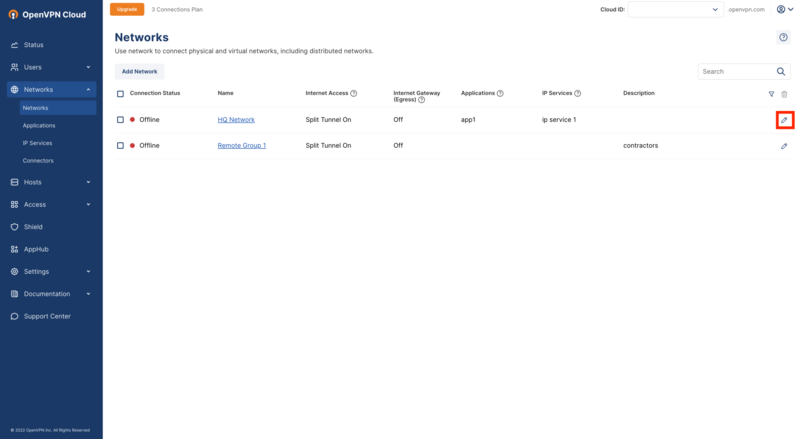 OpenVPN Cloud
Upgrade 3 Connections Plan Cloud ID: openvpn.com
Status
Users
Networks
Networks
Applications
IP Services
Connectors
Hosts
Access
Shield
AppHub
Settings
Documentation
Support Center
© 2022 OpenVPN Inc. All Rights Reserved
Networks
Use network to connect physical and virtual networks, including distributed networks.
Add Network Search
Connection Status Name Internet Access Internet Gateway (Egress) Applications IP Services Description
Offline HQ Network Split Tunnel On Off app1 ip service 1
Offline Remote Group 1 Split Tunnel On Off contractors